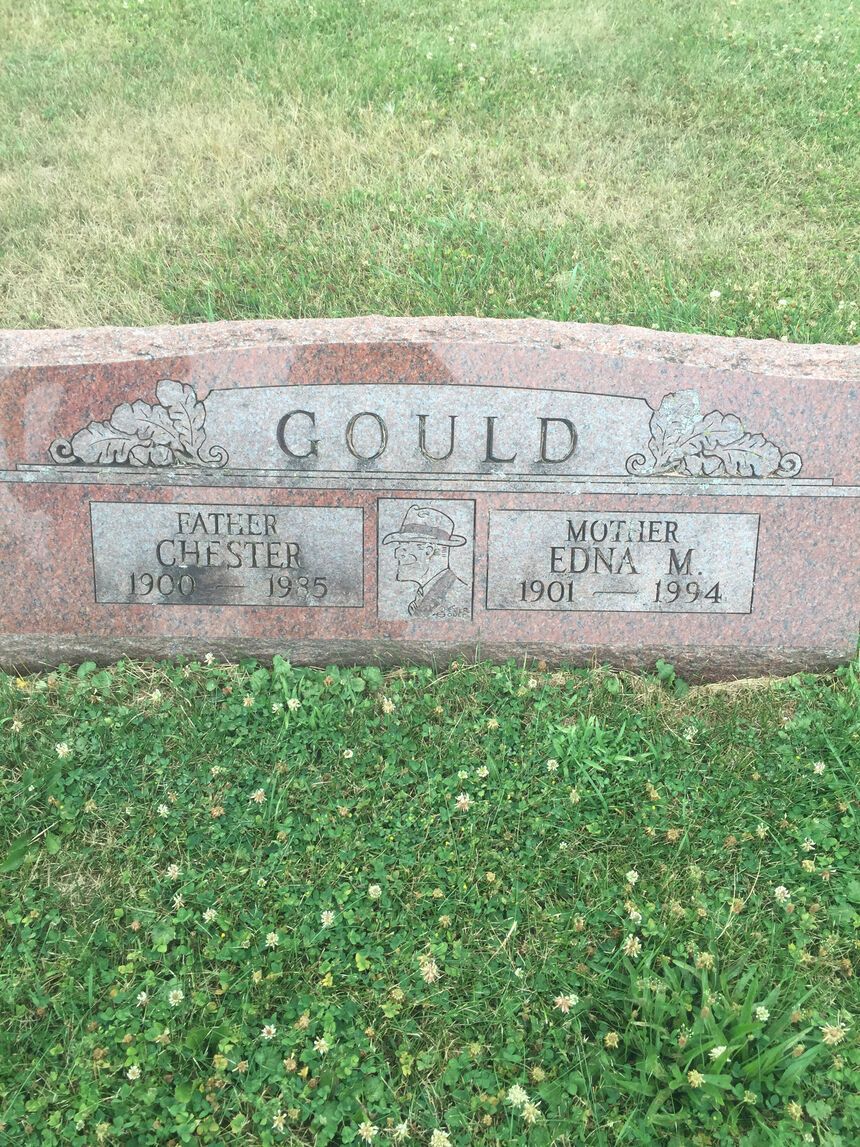 GOULD
FATHER
CHESTER
1900 — 1985
MOTHER
EDNA M.
1901 — 1994